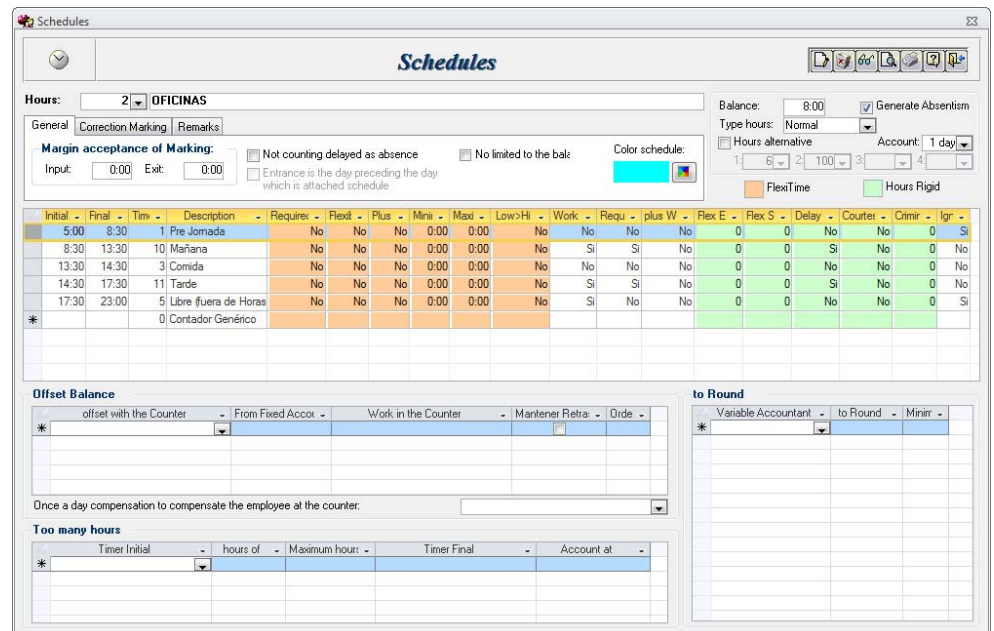 Schedules
Schedules
Hours: 2 OFICINAS
Balance: 8:00 Generate Absentism
Type hours: Normal
Hours alternative Account: 1 day
1: 6 2: 100 3: 4:
FlexiTime Hours Rigid
General Correction Marking Remarks
Margin acceptance of Marking:
Input: 0:00 Exit: 0:00
Not counting delayed as absence
No limited to the bala
Entrance is the day preceding the day
which is attached schedule
Color schedule:
Initial Final Tim Description Require Flexit Plus Mini Maxi Low>Hi Work Requ plus W Flex E Flex S Delay Courte Crimir Igr
5:00 8:30 1 Pre Jornada No No No 0:00 0:00 No No No No 0 0 No No 0 Si
8:30 13:30 10 Mañana No No No 0:00 0:00 No Si Si No 0 0 Si No 0 No
13:30 14:30 3 Comida No No No 0:00 0:00 No No No No 0 0 No No 0 No
14:30 17:30 11 Tarde No No No 0:00 0:00 No Si Si No 0 0 Si No 0 No
17:30 23:00 5 Libre (fuera de Horas No No No 0:00 0:00 No Si No No 0 0 No No 0 Si
* 0 Contador Genérico
Offset Balance
offset with the Counter From Fixed Accou Work in the Counter Mantener Retra Orde
*
Once a day compensation to compensate the employee at the counter:
to Round
Variable Accountant to Round Minim
*
Too many hours
Timer Initial hours of Maximum hour: Timer Final Account at
*